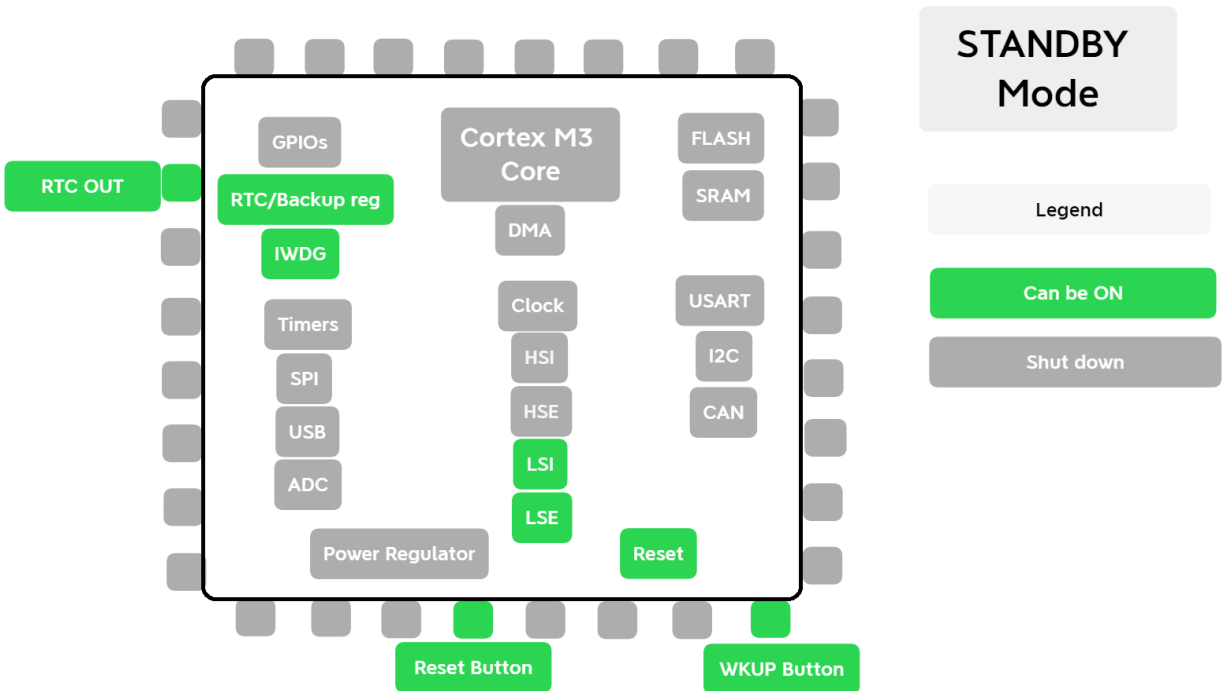 STANDBY
Mode
Legend
Can be ON
Shut down
RTC OUT
GPIOs
RTC/Backup reg
IWDG
Timers
SPI
USB
ADC
Power Regulator
Cortex M3
Core
DMA
Clock
HSI
HSE
LSI
LSE
FLASH
SRAM
USART
I2C
CAN
Reset
Reset Button
WKUP Button